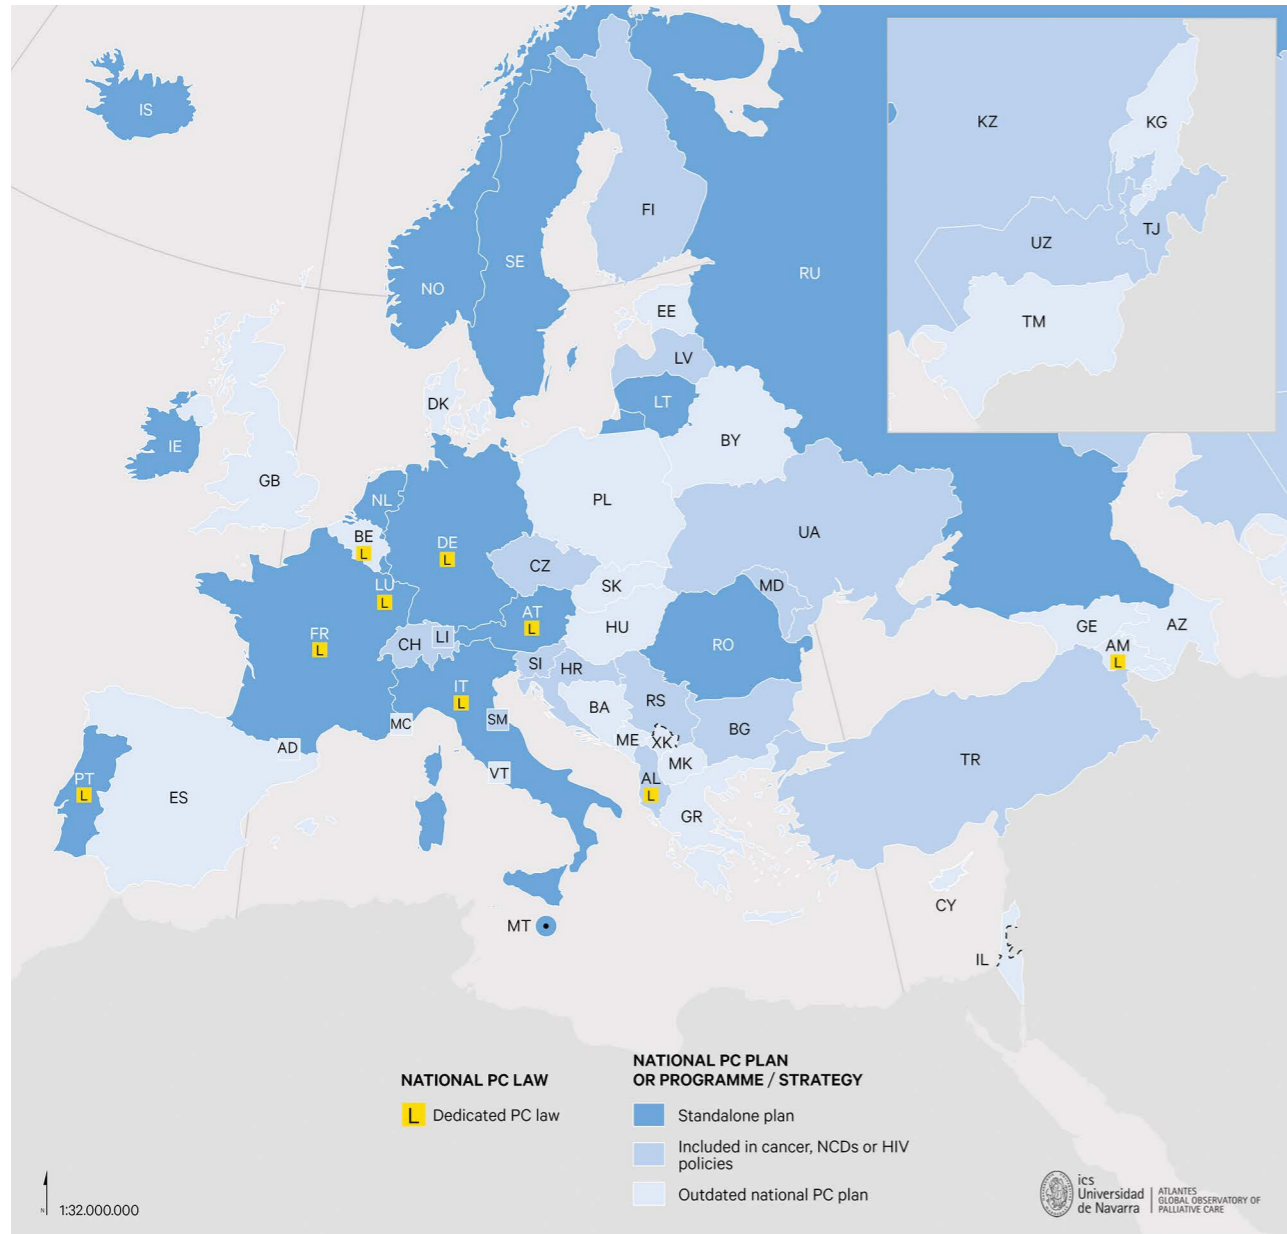 IS
KZ
KG
FI
TJ
UZ
SE
RU
NO
EE
TM
LV
LT
DK
BY
IE
GB
NL
PL
BE
L
DE
L
UA
CZ
LU
L
SK
MD
AT
L
HU
FR
L
CH
LI
RO
GE
AZ
AM
L
SI
HR
IT
L
RS
BA
SM
MC
BG
ME
XK
AD
MK
TR
VT
PT
L
ES
AL
L
GR
CY
MT
IL
NATIONAL PC LAW
L Dedicated PC law
NATIONAL PC PLAN
OR PROGRAMME / STRATEGY
Standalone plan
Included in cancer, NCDs or HIV
policies
Outdated national PC plan
N
1:32.000.000
ics
Universidad
de Navarra
ATLANTES
GLOBAL OBSERVATORY OF
PALLIATIVE CARE